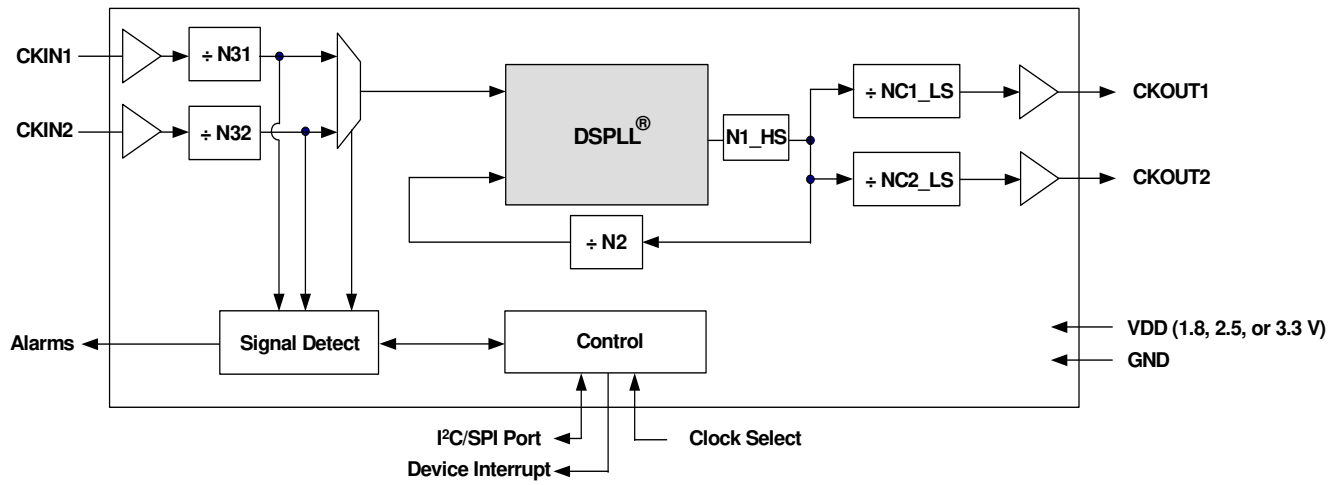 CKIN1
÷ N31
CKIN2
÷ N32
DSPLL®
N1_HS
÷ NC1_LS
CKOUT1
÷ NC2_LS
CKOUT2
÷ N2
Alarms
Signal Detect
Control
VDD (1.8, 2.5, or 3.3 V)
GND
I²C/SPI Port
Clock Select
Device Interrupt